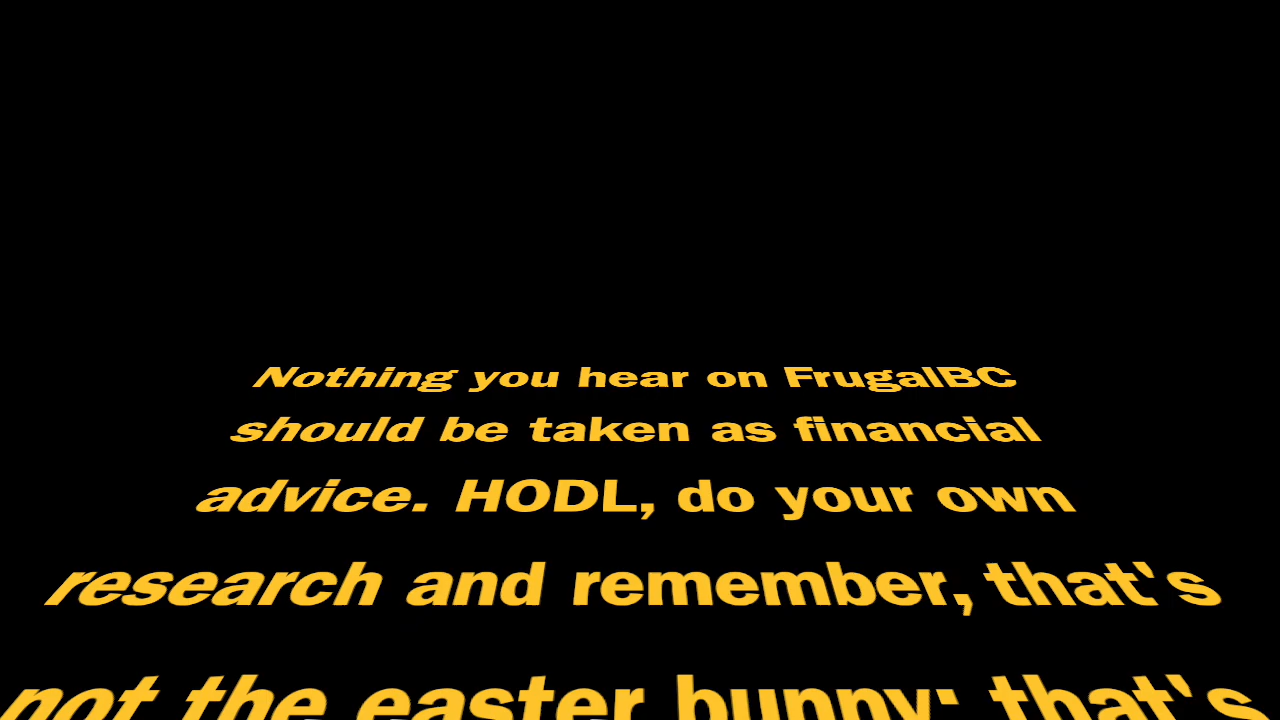 Nothing you hear on FrugalBC
should be taken as financial
advice. HODL, do your own
research and remember, that's
not the easter bunny; that's